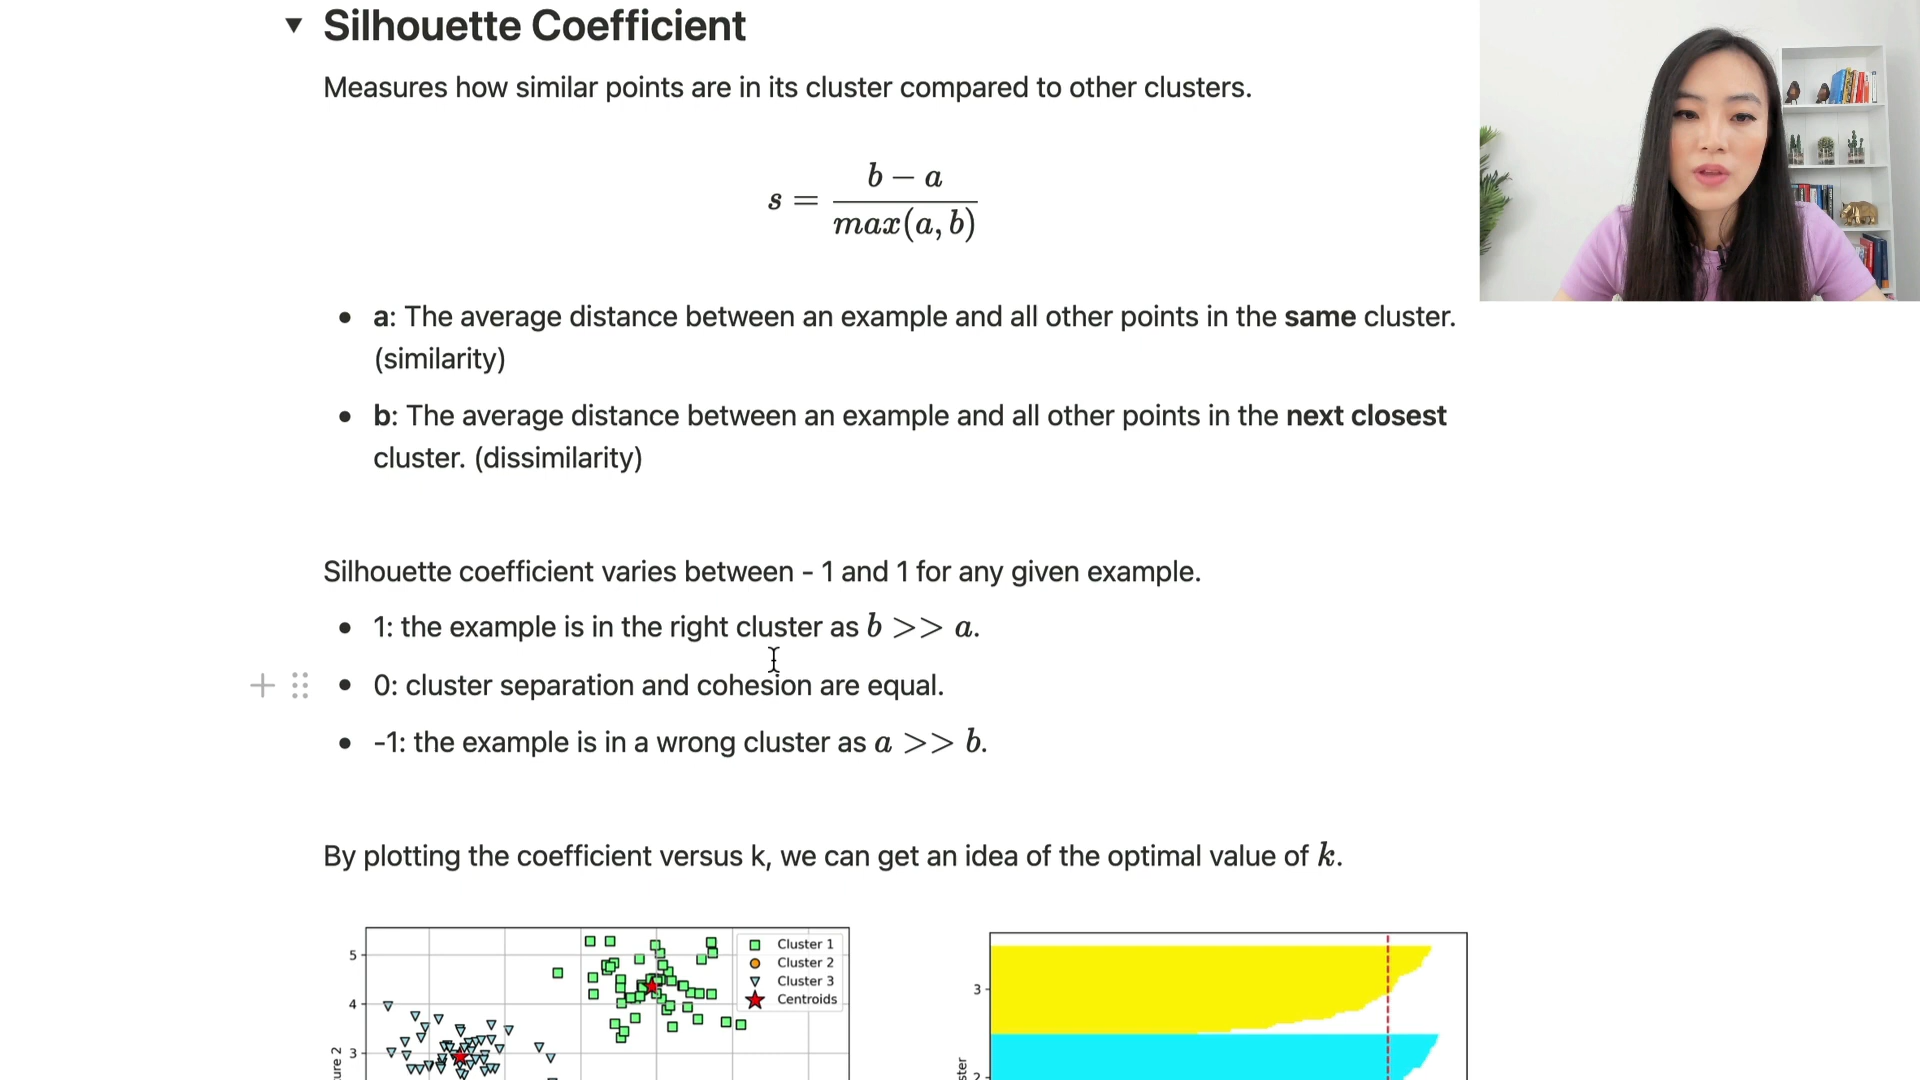 Silhouette Coefficient
Measures how similar points are in its cluster compared to other clusters.
s = \frac{b - a}{max(a, b)}
a: The average distance between an example and all other points in the same cluster.
(similarity)
b: The average distance between an example and all other points in the next closest
cluster. (dissimilarity)
Silhouette coefficient varies between - 1 and 1 for any given example.
1: the example is in the right cluster as b >> a.
0: cluster separation and cohesion are equal.
-1: the example is in a wrong cluster as a >> b.
By plotting the coefficient versus k, we can get an idea of the optimal value of k.
Cluster 1
Cluster 2
Cluster 3
Centroids
5
4
3
3
2